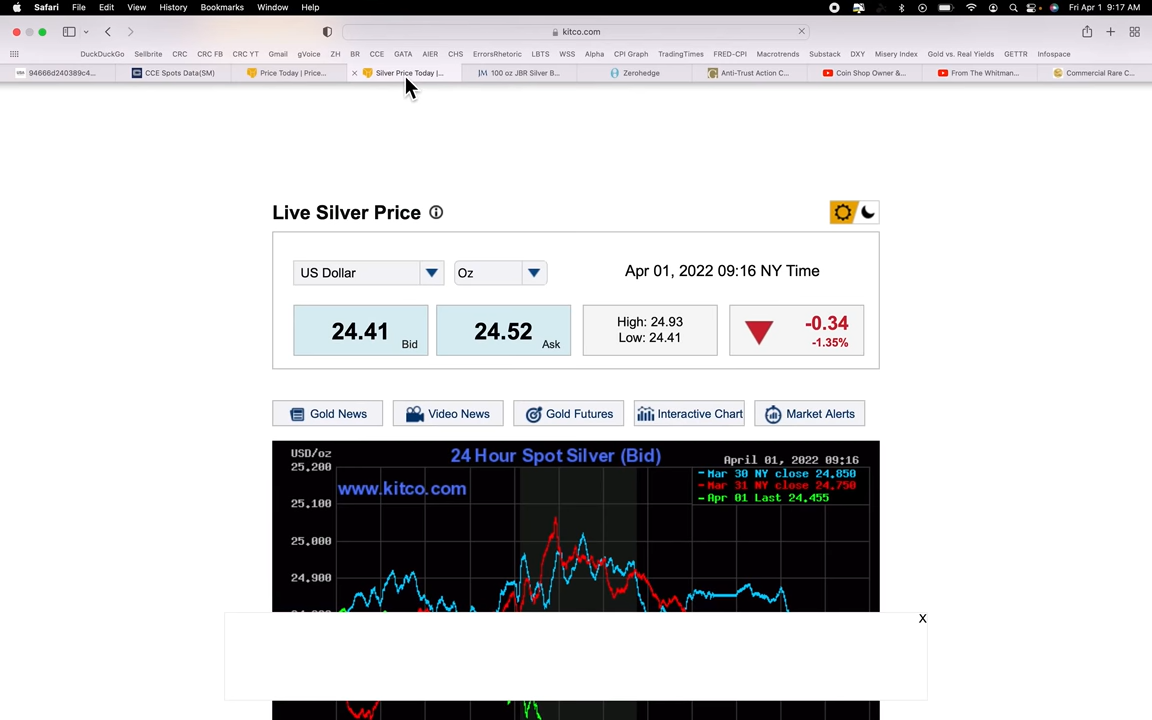 Safari File Edit View History Bookmarks Window Help Fri Apr 1 9:17 AM
kitco.com
DuckDuckGo Sellbrite CRC CRC FB CRC YT Gmail gVoice ZH BR CCE GATA AIER CHS ErrorsRhetoric LBTS WSS Alpha CPI Graph TradingTimes FRED-CPI Macrotrends Substack DXY Misery Index Gold vs. Real Yields GETTR Infospace
94666d240389c4... CCE Spots Data(SM) Price Today | Price... Silver Price Today |... 100 oz JBR Silver B... Zerohedge Anti-Trust Action C... Coin Shop Owner &... From The Whitman... Commercial Rare C...
Live Silver Price
US Dollar Oz Apr 01, 2022 09:16 NY Time
24.41 Bid 24.52 Ask High: 24.93 -0.34
Low: 24.41 -1.35%
Gold News Video News Gold Futures Interactive Chart Market Alerts
USD/oz 24 Hour Spot Silver (Bid) April 01, 2022 09:16
25,200 Mar 30 NY close 24.850
www.kitco.com Mar 31 NY close 24.750
Apr 01 Last 24.455
25,100
25,000
24,900
X